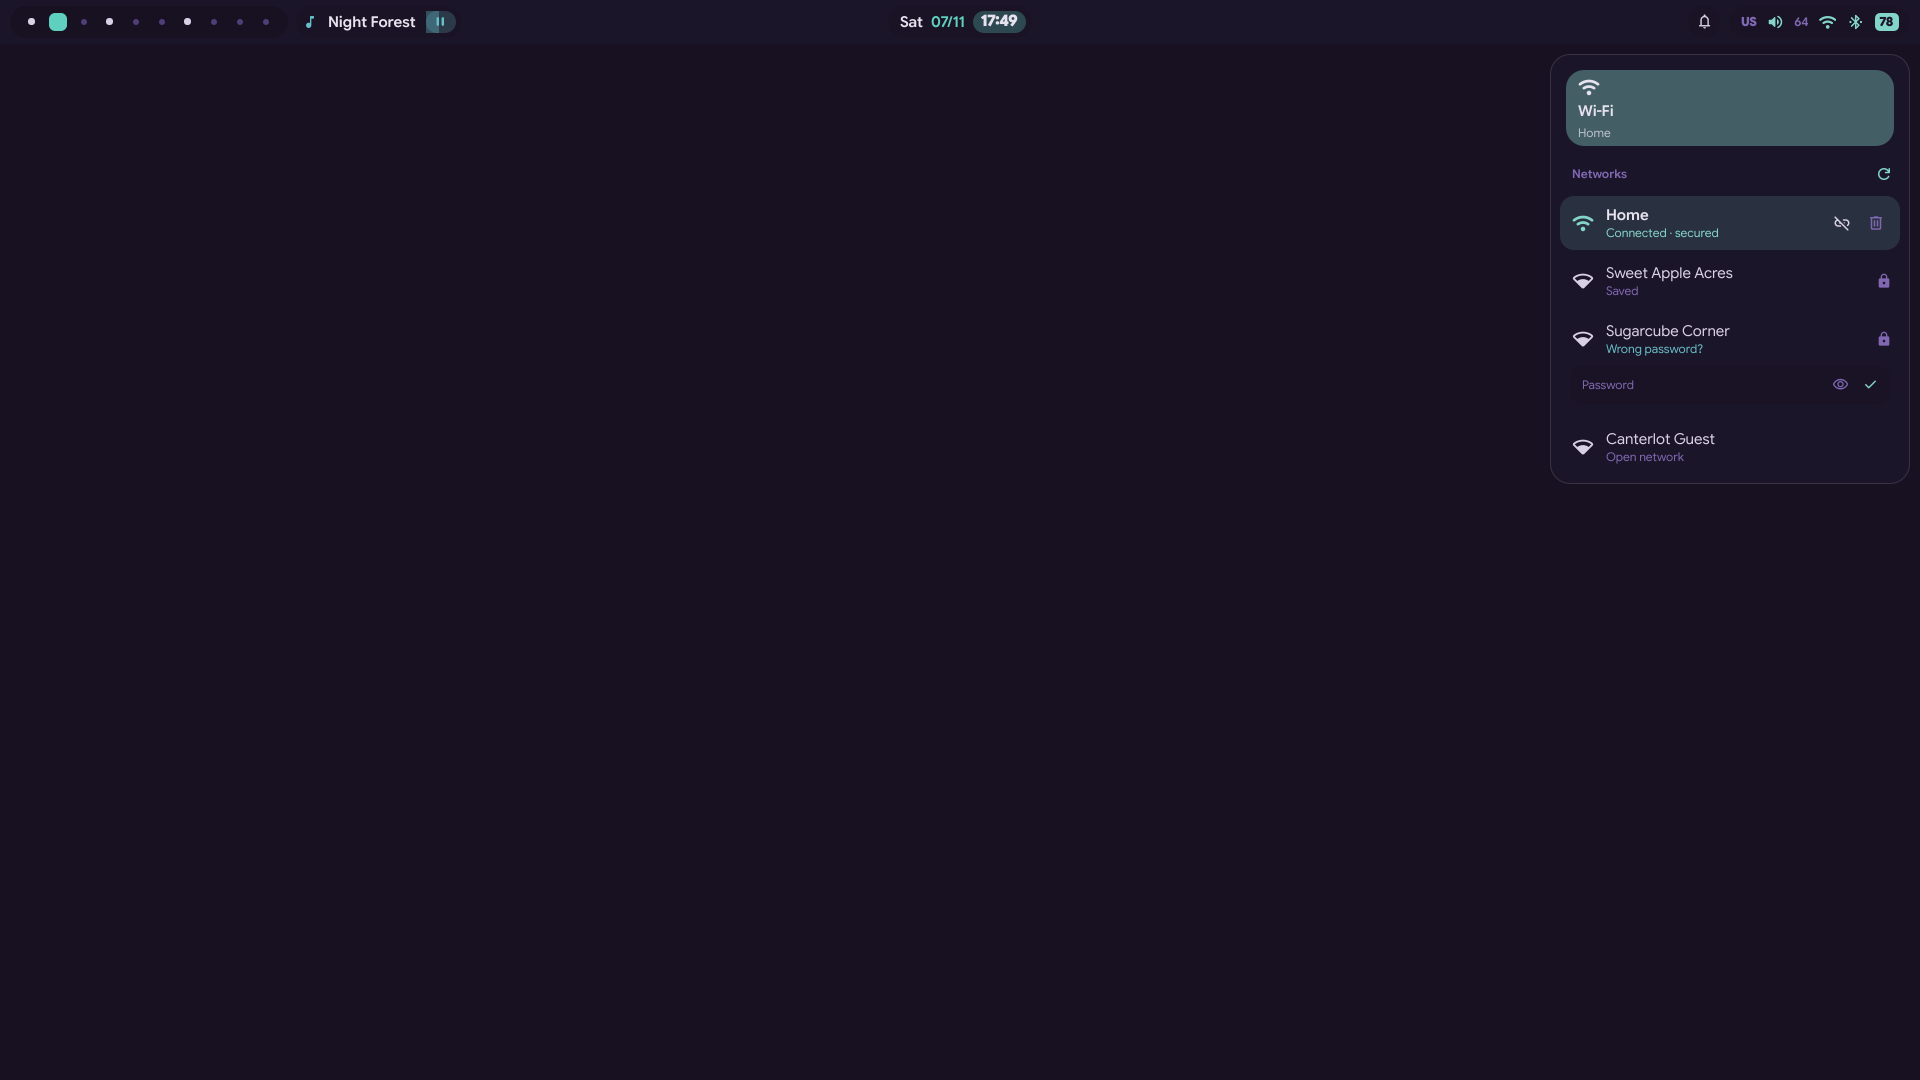 Night Forest
Sat 07/11 17:49
US 64 78
Wi-Fi
Home
Networks
Home
Connected · secured
Sweet Apple Acres
Saved
Sugarcube Corner
Wrong password?
Password
Canterlot Guest
Open network